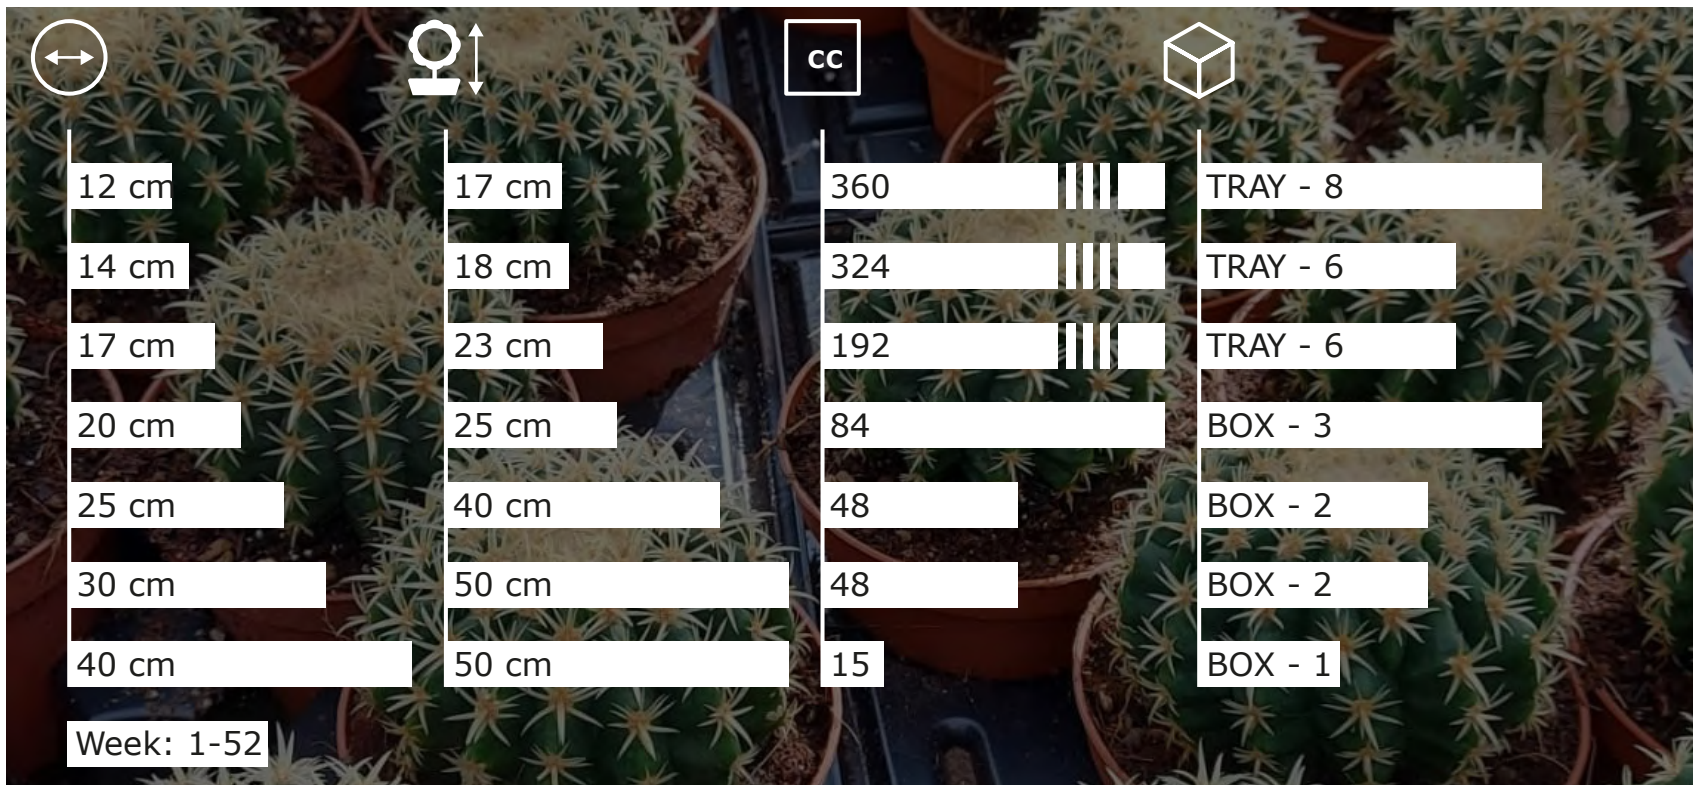 CC
12 cm 17 cm 360 TRAY - 8
14 cm 18 cm 324 TRAY - 6
17 cm 23 cm 192 TRAY - 6
20 cm 25 cm 84 BOX - 3
25 cm 40 cm 48 BOX - 2
30 cm 50 cm 48 BOX - 2
40 cm 50 cm 15 BOX - 1
Week: 1-52